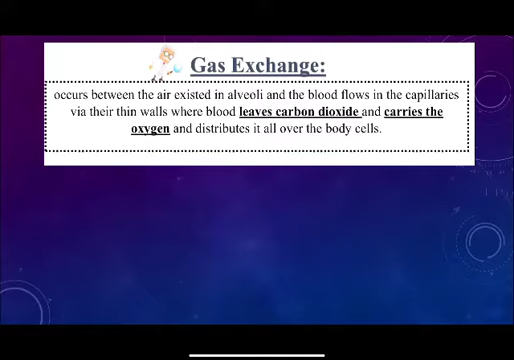 Gas Exchange:
occurs between the air existed in alveoli and the blood flows in the capillaries
via their thin walls where blood leaves carbon dioxide and carries the
oxygen and distributes it all over the body cells.